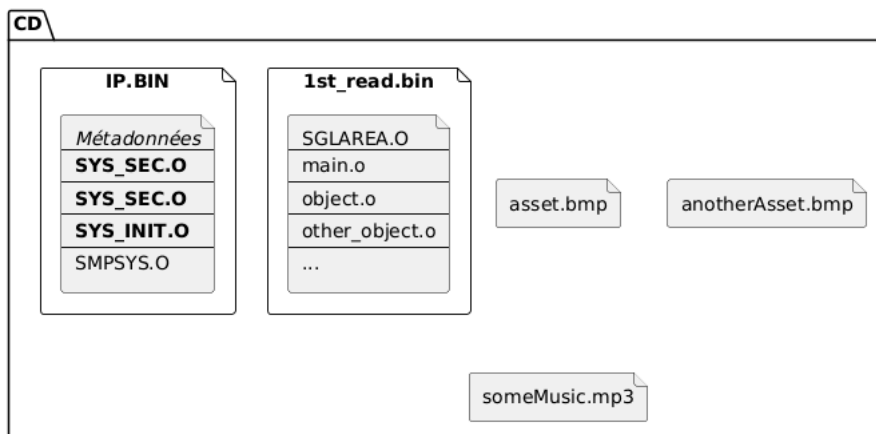 CD
IP.BIN
Métadonnées
SYS_SEC.O
SYS_SEC.O
SYS_INIT.O
SMPSYS.O
1st_read.bin
SGLAREA.O
main.o
object.o
other_object.o
...
asset.bmp
anotherAsset.bmp
someMusic.mp3